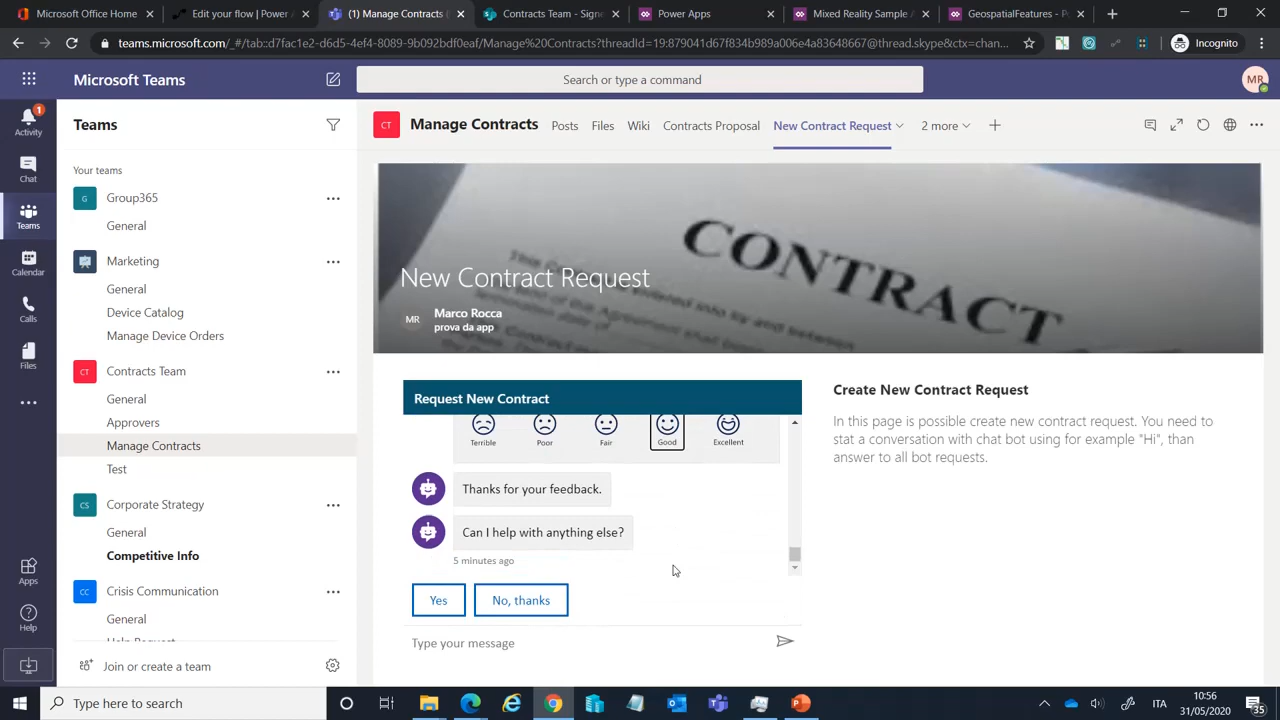 Microsoft Office Home
Edit your flow | Power
(1) Manage Contracts
Contracts Team - Signe
Power Apps
Mixed Reality Sample /
GeospatialFeatures - Po
teams.microsoft.com/_#/tab::d7fac1e2-d6d5-4ef4-8089-9b092bdf0eaf/Manage%20Contracts?threadId=19:879041d67f834b989a006e4a83648667@thread.skype&ctx=chan...
Incognito
Microsoft Teams
Search or type a command
MR
Activity
1
Chat
Teams
Calendar
Calls
Files
Apps
Help
Teams
Your teams
G
Group365
General
Marketing
General
Device Catalog
Manage Device Orders
CT
Contracts Team
General
Approvers
Manage Contracts
Test
CS
Corporate Strategy
General
Competitive Info
CC
Crisis Communication
General
Help Request
Join or create a team
CT
Manage Contracts
Posts
Files
Wiki
Contracts Proposal
New Contract Request
2 more
CONTRACT
New Contract Request
MR
Marco Rocca
prova da app
Request New Contract
Terrible
Poor
Fair
Good
Excellent
Thanks for your feedback.
Can I help with anything else?
5 minutes ago
Yes
No, thanks
Type your message
Create New Contract Request
In this page is possible create new contract request. You need to
stat a conversation with chat bot using for example "Hi", than
answer to all bot requests.
Type here to search
ITA
10:56
31/05/2020
35